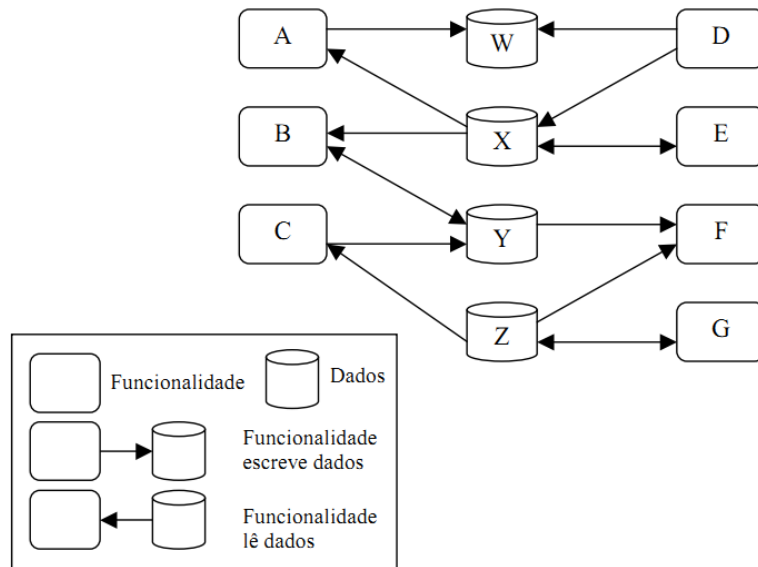 A W D
B X E
C Y F
Z G
Funcionalidade Dados
Funcionalidade
escreve dados
Funcionalidade
lê dados